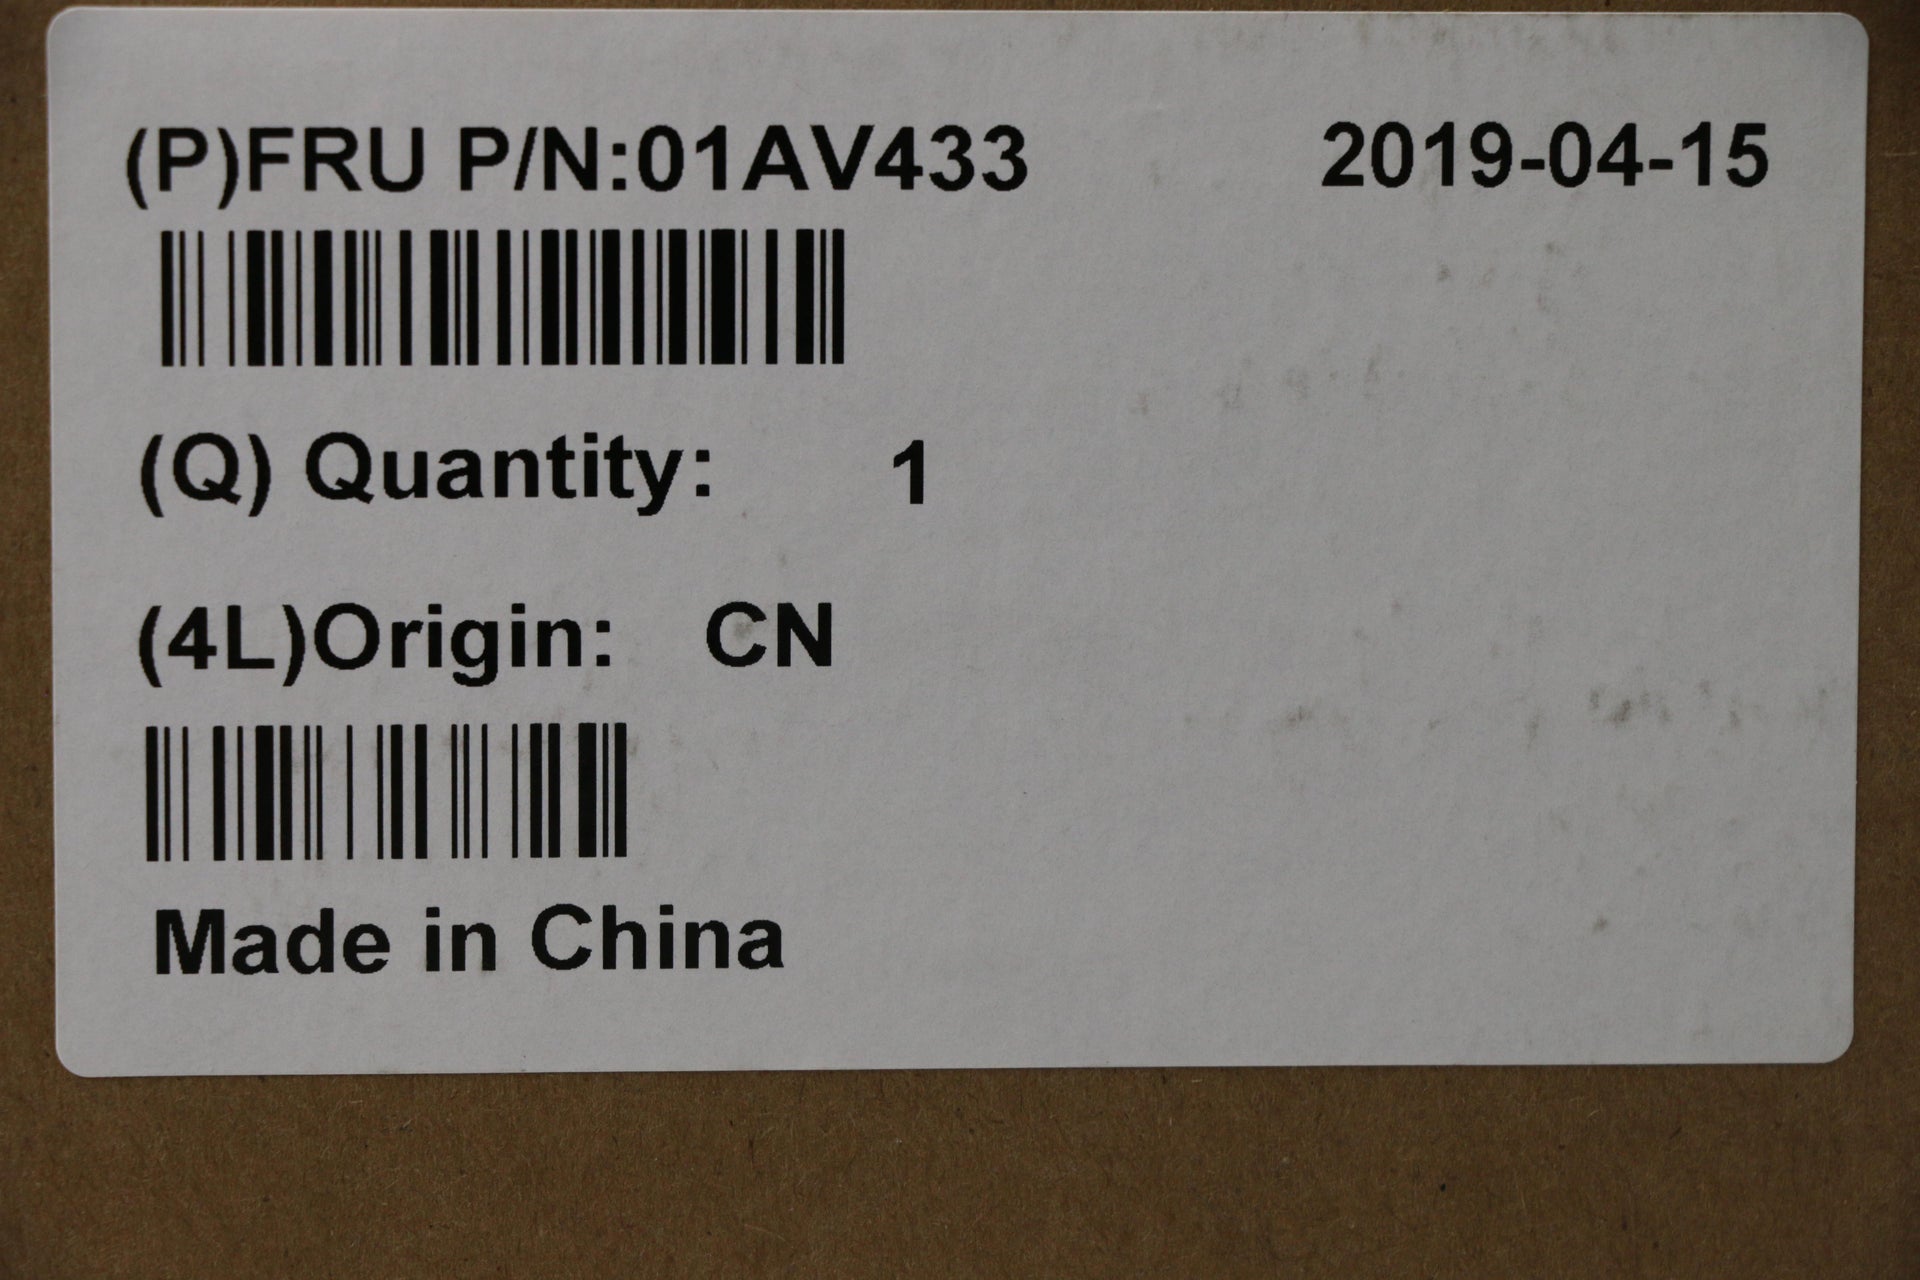 (P)FRU P/N:01AV433 2019-04-15
(Q) Quantity: 1
(4L)Origin: CN
Made in China